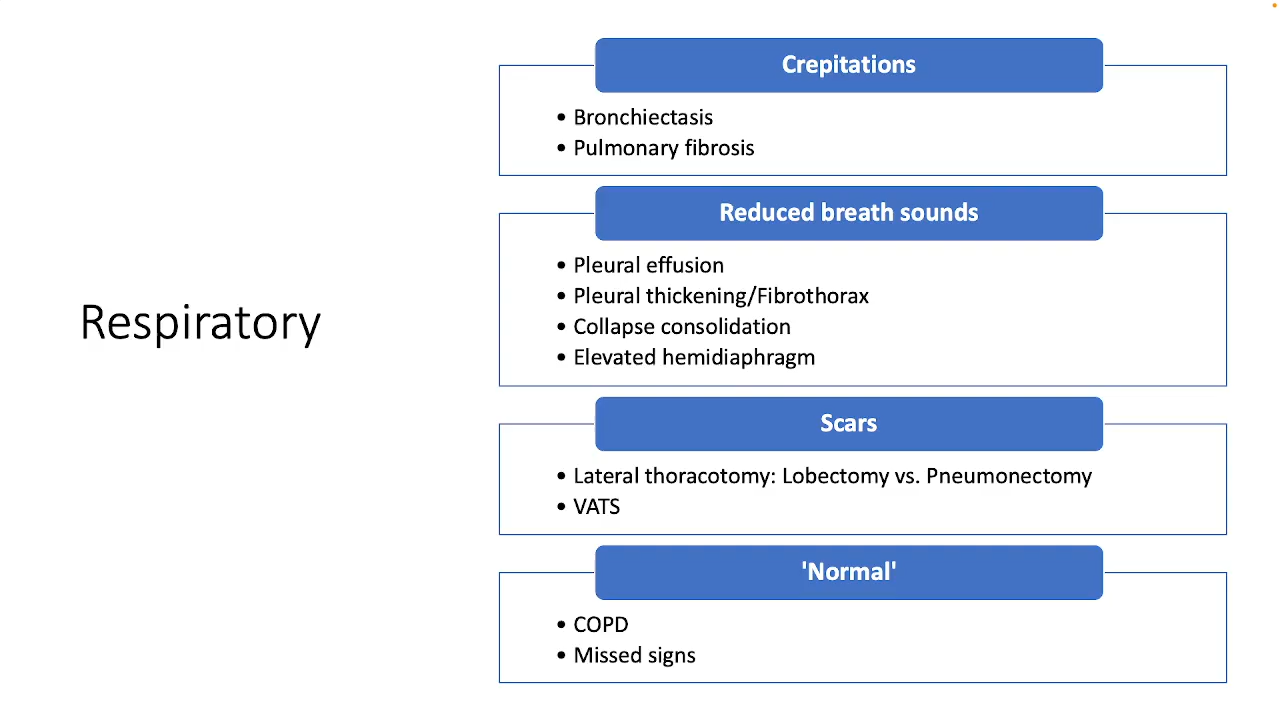 Respiratory
Crepitations
• Bronchiectasis
• Pulmonary fibrosis
Reduced breath sounds
• Pleural effusion
• Pleural thickening/Fibrothorax
• Collapse consolidation
• Elevated hemidiaphragm
Scars
• Lateral thoracotomy: Lobectomy vs. Pneumonectomy
• VATS
'Normal'
• COPD
• Missed signs